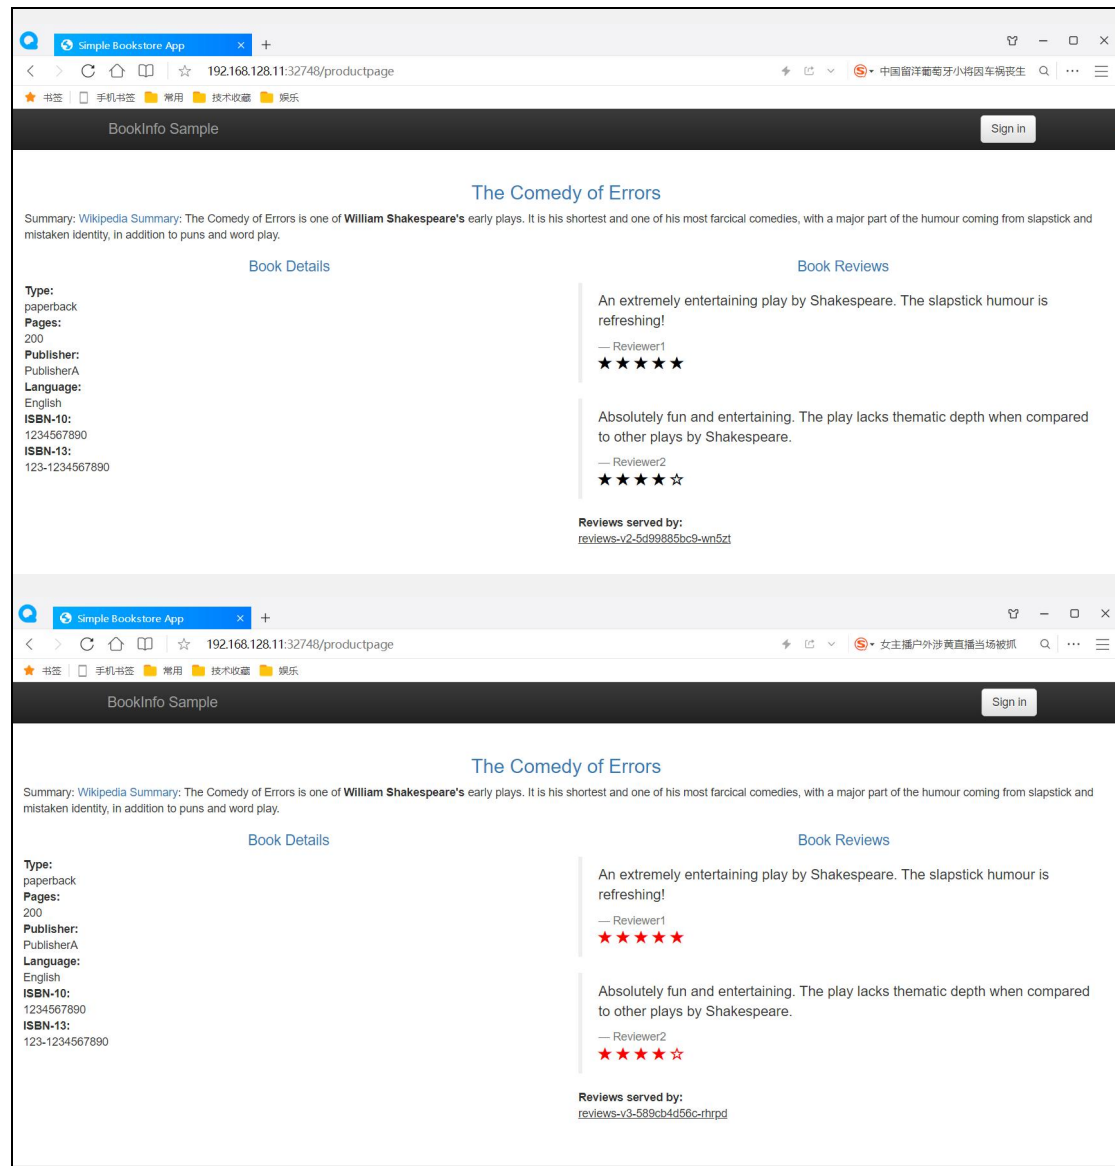 Simple Bookstore App
192.168.128.11:32748/productpage
中国留洋葡萄牙小将因车祸丧生
书签 手机书签 常用 技术收藏 娱乐
BookInfo Sample
Sign in
The Comedy of Errors
Summary: Wikipedia Summary: The Comedy of Errors is one of William Shakespeare's early plays. It is his shortest and one of his most farcical comedies, with a major part of the humour coming from slapstick and
mistaken identity, in addition to puns and word play.
Book Details
Type:
paperback
Pages:
200
Publisher:
PublisherA
Language:
English
ISBN-10:
1234567890
ISBN-13:
123-1234567890
Book Reviews
An extremely entertaining play by Shakespeare. The slapstick humour is
refreshing!
— Reviewer1
Absolutely fun and entertaining. The play lacks thematic depth when compared
to other plays by Shakespeare.
— Reviewer2
Reviews served by:
reviews-v2-5d99885bc9-wn5zt
Simple Bookstore App
192.168.128.11:32748/productpage
女主播户外涉黄直播当场被抓
书签 手机书签 常用 技术收藏 娱乐
BookInfo Sample
Sign in
The Comedy of Errors
Summary: Wikipedia Summary: The Comedy of Errors is one of William Shakespeare's early plays. It is his shortest and one of his most farcical comedies, with a major part of the humour coming from slapstick and
mistaken identity, in addition to puns and word play.
Book Details
Type:
paperback
Pages:
200
Publisher:
PublisherA
Language:
English
ISBN-10:
1234567890
ISBN-13:
123-1234567890
Book Reviews
An extremely entertaining play by Shakespeare. The slapstick humour is
refreshing!
— Reviewer1
Absolutely fun and entertaining. The play lacks thematic depth when compared
to other plays by Shakespeare.
— Reviewer2
Reviews served by:
reviews-v3-589cb4d56c-rhrpd